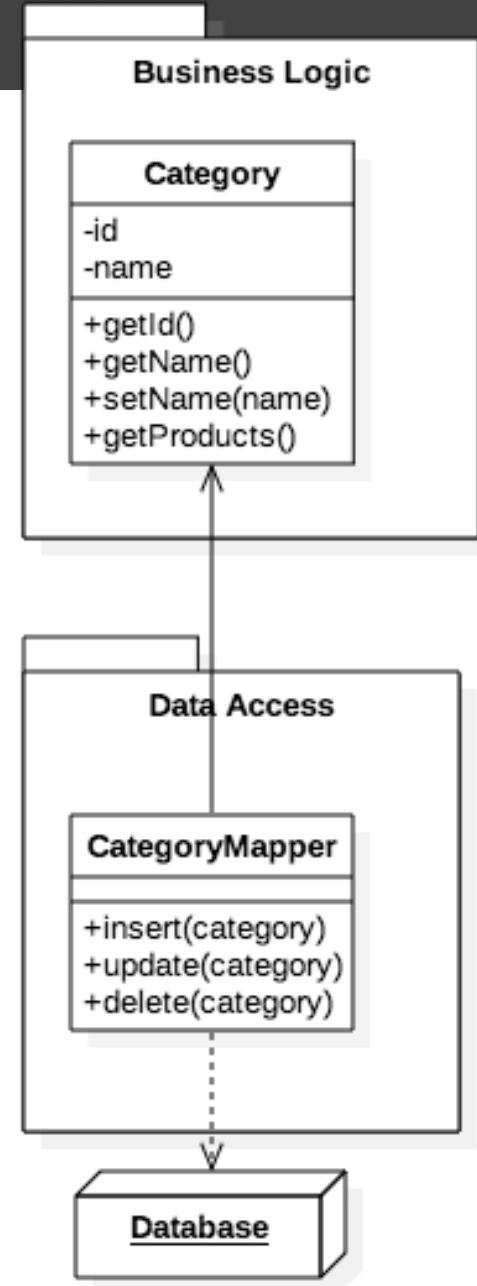 Business Logic
Category
-id
-name
+getId()
+getName()
+setName(name)
+getProducts()
Data Access
CategoryMapper
+insert(category)
+update(category)
+delete(category)
Database